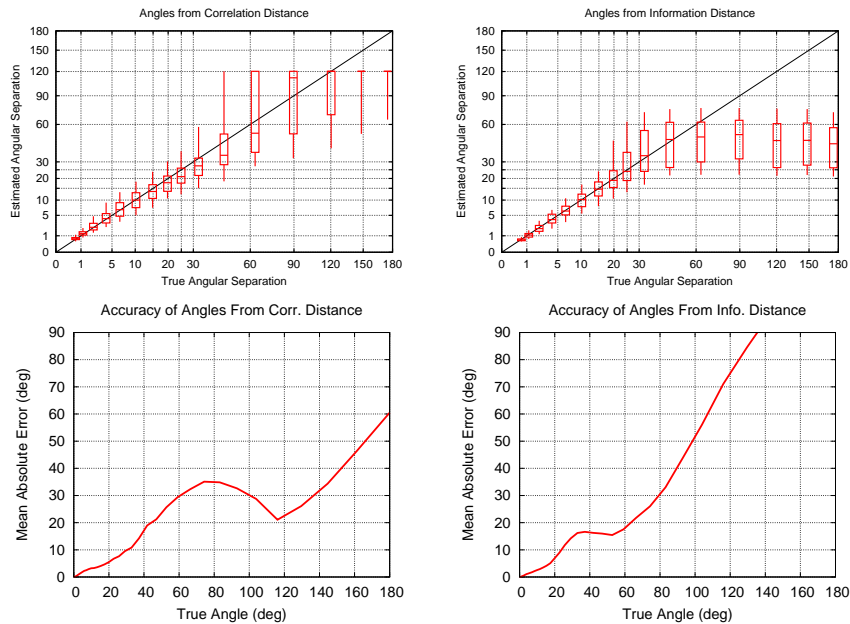 Angles from Correlation Distance
180
150
120
90
60
30
20
10
5
1
0
Estimated Angular Separation
0 1 5 10 20 30 60 90 120 150 180
True Angular Separation
Angles from Information Distance
180
150
120
90
60
30
20
10
5
1
0
Estimated Angular Separation
0 1 5 10 20 30 60 90 120 150 180
True Angular Separation
Accuracy of Angles From Corr. Distance
90
80
70
60
50
40
30
20
10
0
Mean Absolute Error (deg)
0 20 40 60 80 100 120 140 160 180
True Angle (deg)
Accuracy of Angles From Info. Distance
90
80
70
60
50
40
30
20
10
0
Mean Absolute Error (deg)
0 20 40 60 80 100 120 140 160 180
True Angle (deg)